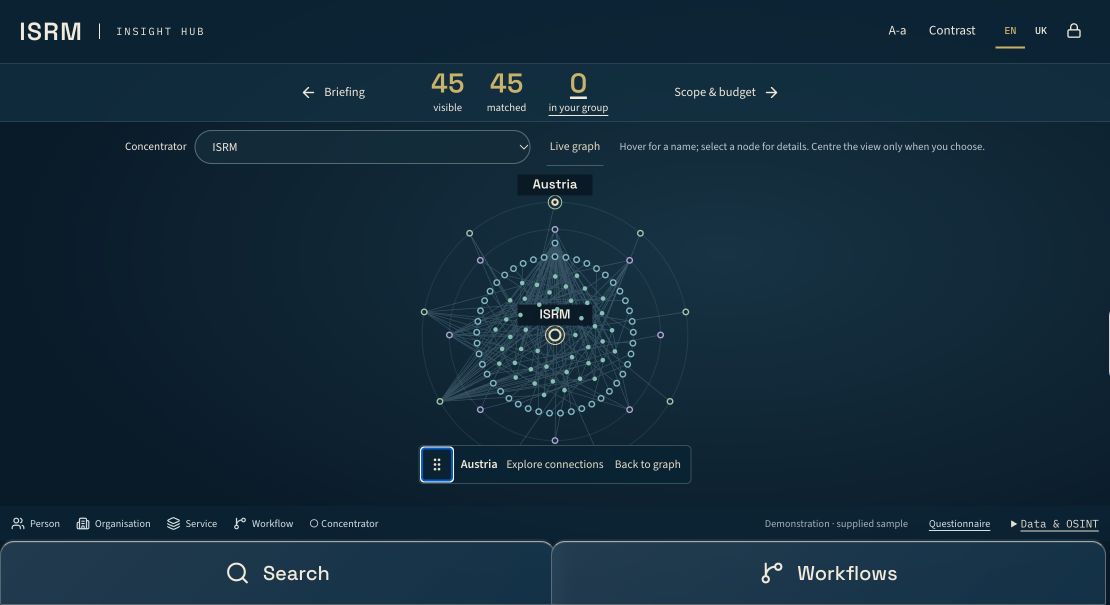 ISRM | INSIGHT HUB
A-a Contrast EN UK
Briefing
45 45 0
visible matched in your group
Scope & budget
Concentrator ISRM Live graph Hover for a name; select a node for details. Centre the view only when you choose.
Austria
ISRM
Austria Explore connections Back to graph
Person Organisation Service Workflow Concentrator Demonstration · supplied sample Questionnaire Data & OSINT
Search Workflows